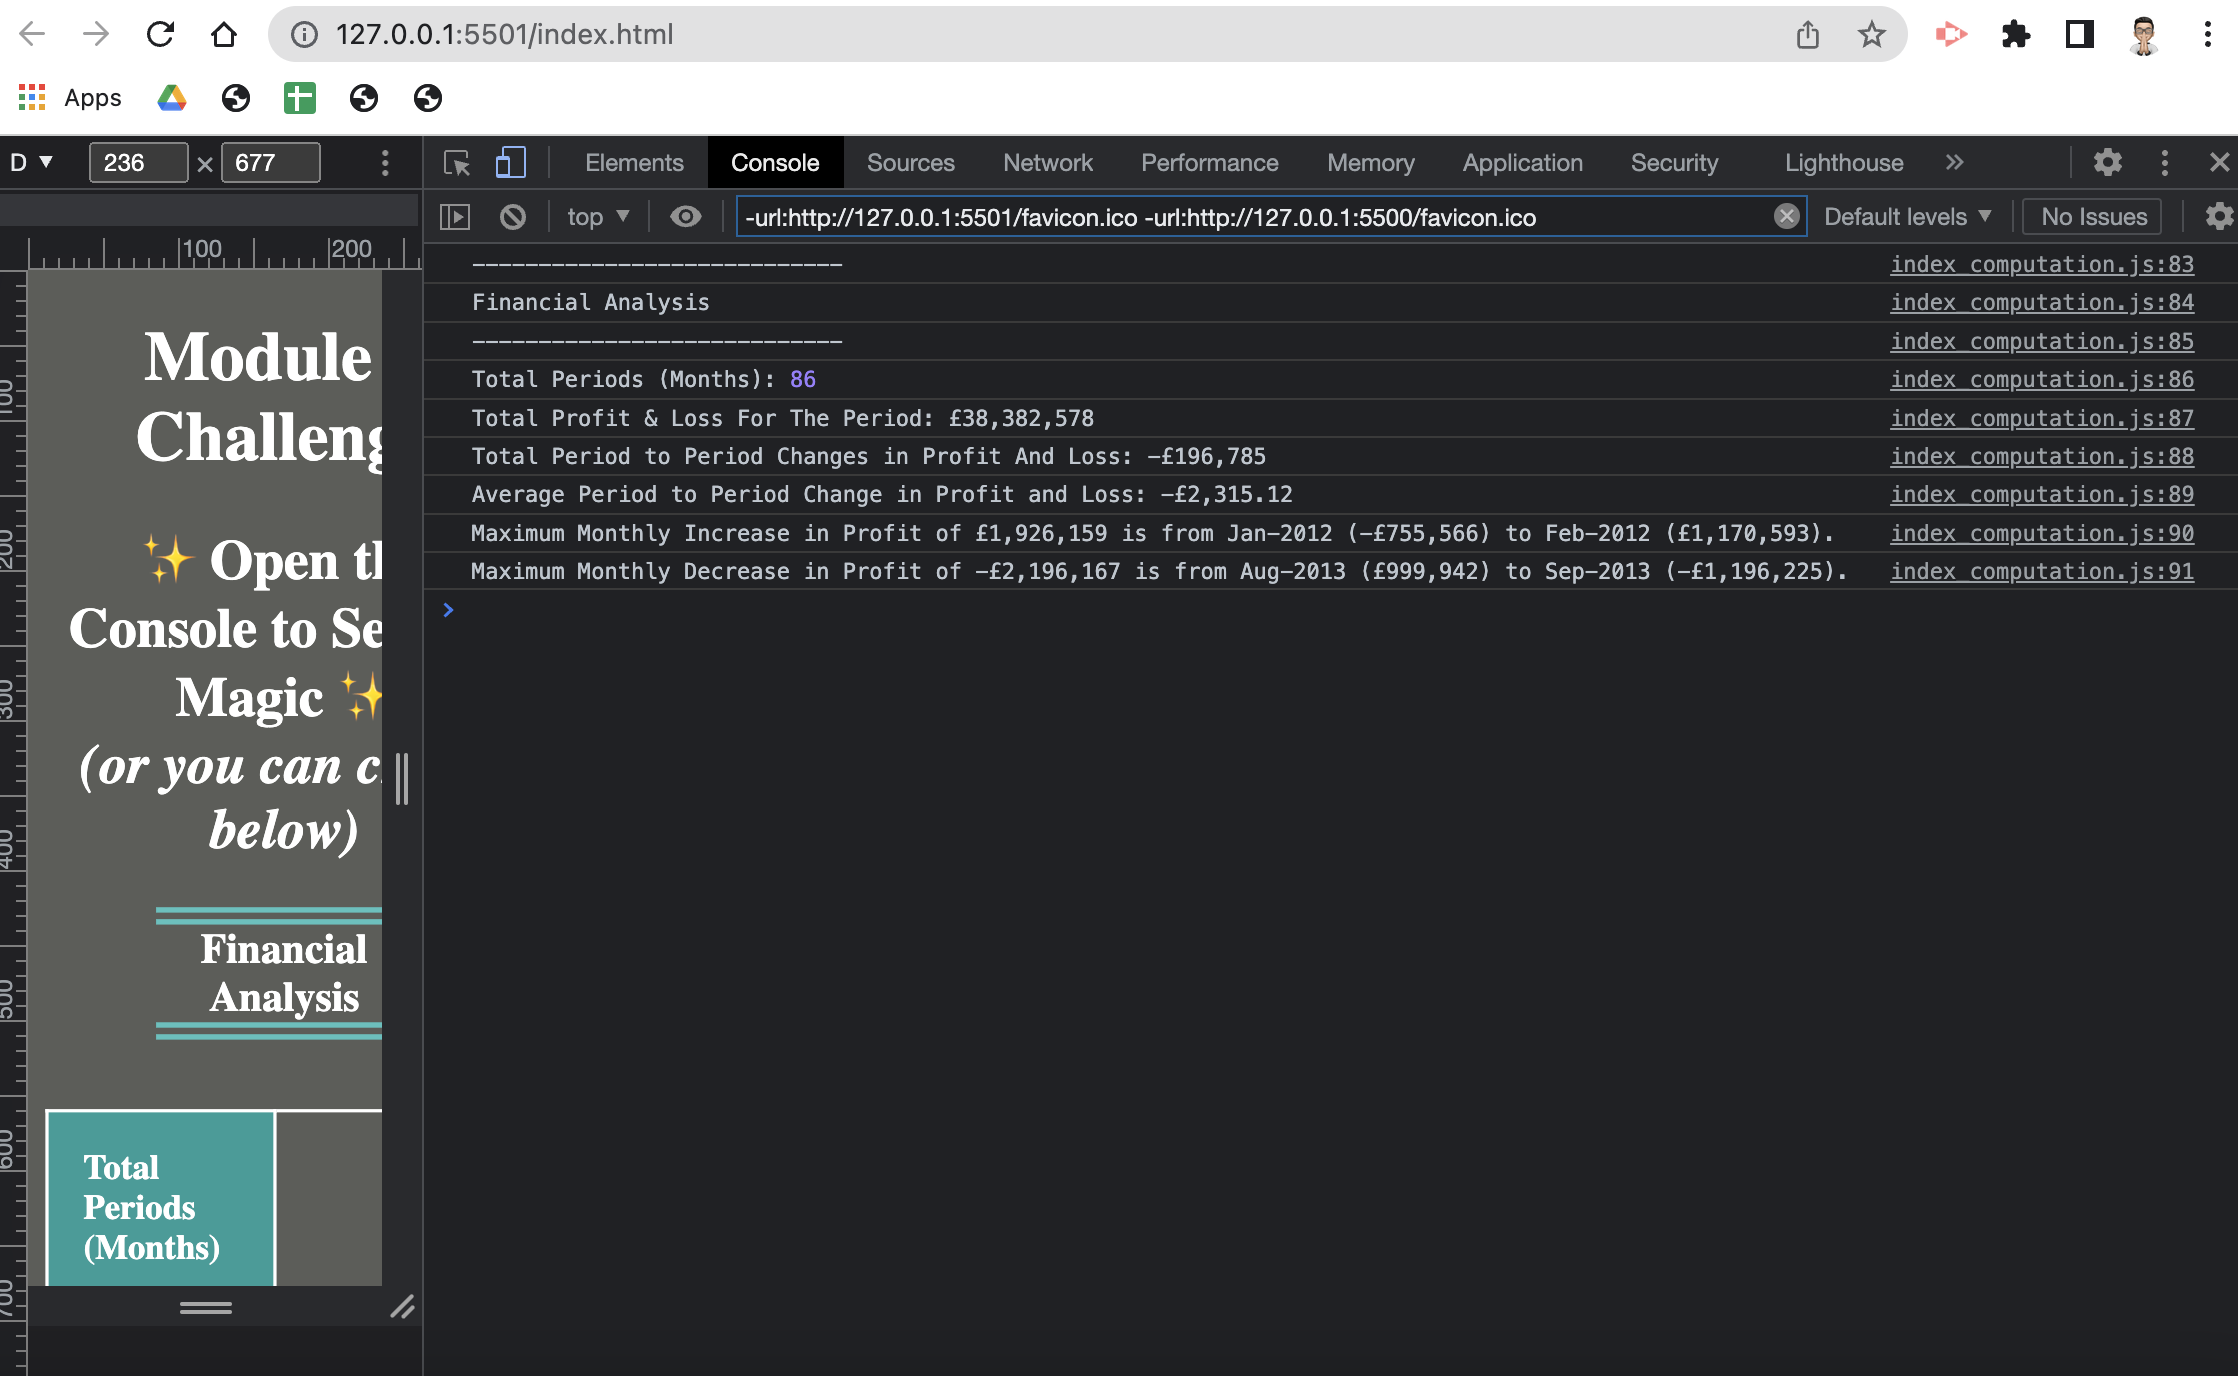 127.0.0.1:5501/index.html
Apps
D 236 × 677
Elements Console Sources Network Performance Memory Application Security Lighthouse »
top -url:http://127.0.0.1:5501/favicon.ico -url:http://127.0.0.1:5500/favicon.ico Default levels No Issues
100 200
100
200
300
400
500
600
700
Module
Challeng
✨ Open th
Console to Se
Magic ✨
(or you can c
below)
Financial
Analysis
Total
Periods
(Months)
---------------------------- index_computation.js:83
Financial Analysis index_computation.js:84
---------------------------- index_computation.js:85
Total Periods (Months): 86 index_computation.js:86
Total Profit & Loss For The Period: £38,382,578 index_computation.js:87
Total Period to Period Changes in Profit And Loss: -£196,785 index_computation.js:88
Average Period to Period Change in Profit and Loss: -£2,315.12 index_computation.js:89
Maximum Monthly Increase in Profit of £1,926,159 is from Jan-2012 (-£755,566) to Feb-2012 (£1,170,593). index_computation.js:90
Maximum Monthly Decrease in Profit of -£2,196,167 is from Aug-2013 (£999,942) to Sep-2013 (-£1,196,225). index_computation.js:91
>